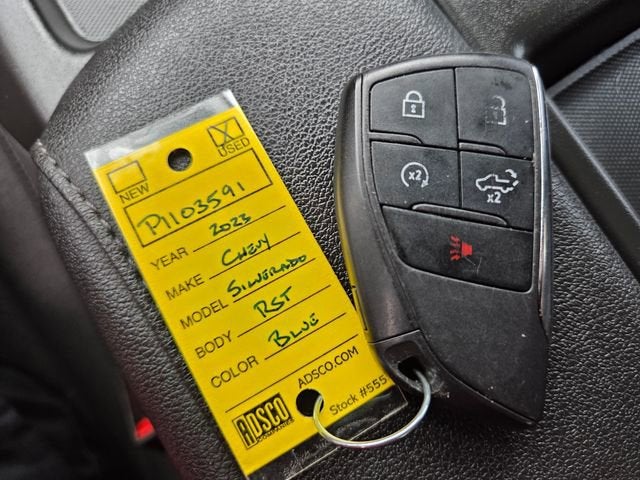 NEW
X
USED
P1103591
YEAR 2023
MAKE CHEVY
MODEL SILVERADO
BODY RST
COLOR BLUE
ADSCO.COM
ADSCO
COMPANIES
Stock #555
x2
x2